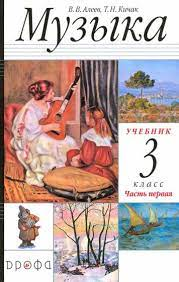 В. В. Алеев, Т. Н. Кичак
Музыка
УЧЕБНИК
3
класс
Часть первая
ДРОФА